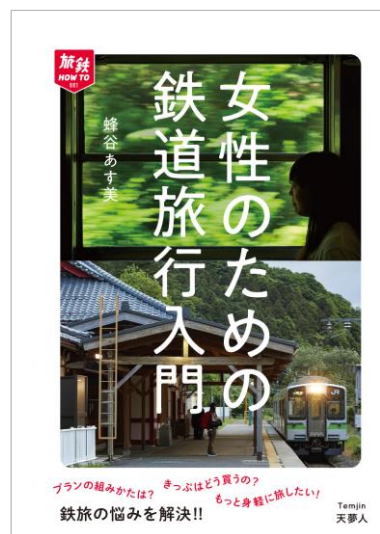 旅鉄
HOW TO
001
女性のための
鉄道旅行入門
蜂谷あす美
プランの組みかたは?
きっぷはどう買うの?
もっと身軽に旅したい!
鉄旅の悩みを解決!!
Temjin
天夢人